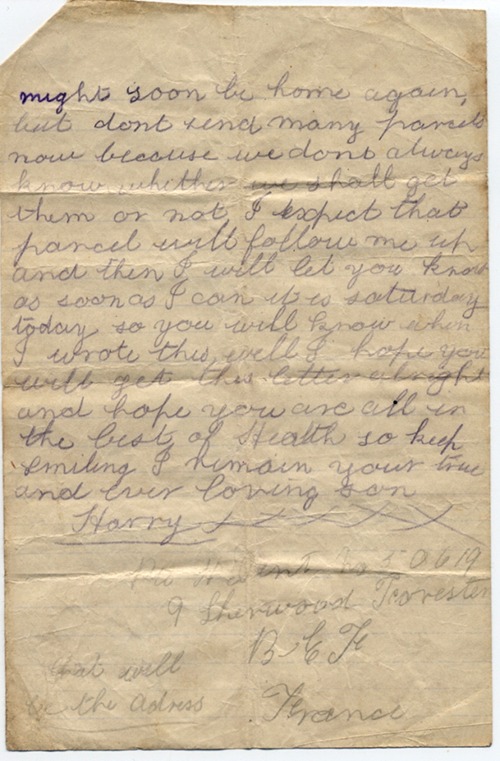 might soon be home again,
but dont send many parcels
now because we dont always
know whether we shall get
them or not, I expect that
parcel will follow me up
and then I will let you know
as soon as I can it is saturday
today so you will know when
I wrote this, well I hope you
will get this letter alright
and hope you are all in
the best of Health so keep
smiling I remain your true
and ever loving son
Harry x x x x x
50619
9 Sherwood Forester
B E F
France
that will
be the adress